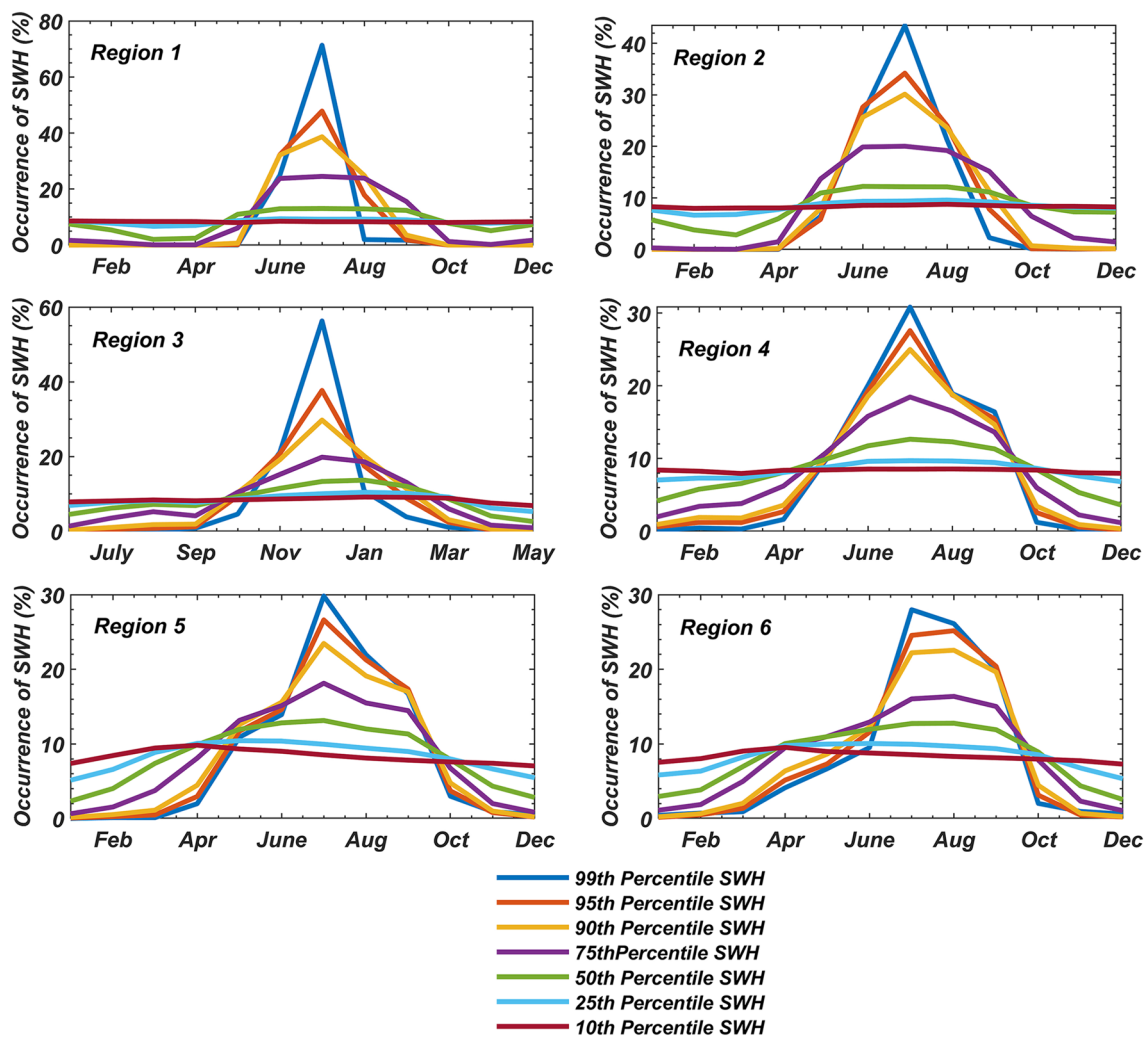 Occurrence of SWH (%)
80
60
40
20
0
Region 1
Feb Apr June Aug Oct Dec
Occurrence of SWH (%)
40
30
20
10
0
Region 2
Feb Apr June Aug Oct Dec
Occurrence of SWH (%)
60
40
20
0
Region 3
July Sep Nov Jan Mar May
Occurrence of SWH (%)
30
20
10
0
Region 4
Feb Apr June Aug Oct Dec
Occurrence of SWH (%)
30
20
10
0
Region 5
Feb Apr June Aug Oct Dec
Occurrence of SWH (%)
30
20
10
0
Region 6
Feb Apr June Aug Oct Dec
99th Percentile SWH
95th Percentile SWH
90th Percentile SWH
75thPercentile SWH
50th Percentile SWH
25th Percentile SWH
10th Percentile SWH